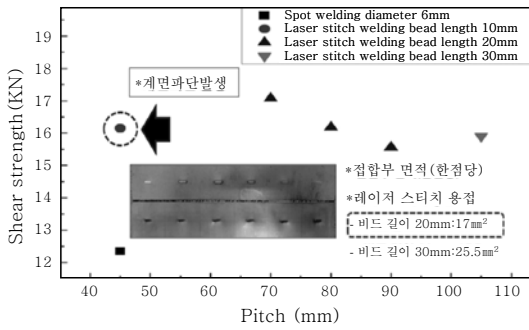 Spot welding diameter 6mm
Laser stitch welding bead length 10mm
Laser stitch welding bead length 20mm
Laser stitch welding bead length 30mm
*계면파단발생
*접합부 면적(한점당)
*레이저 스티치 용접
- 비드 길이 20mm:17㎟
- 비드 길이 30mm:25.5㎟
Shear strength(KN)
19
18
17
16
15
14
13
12
40 50 60 70 80 90 100 110
Pitch (mm)